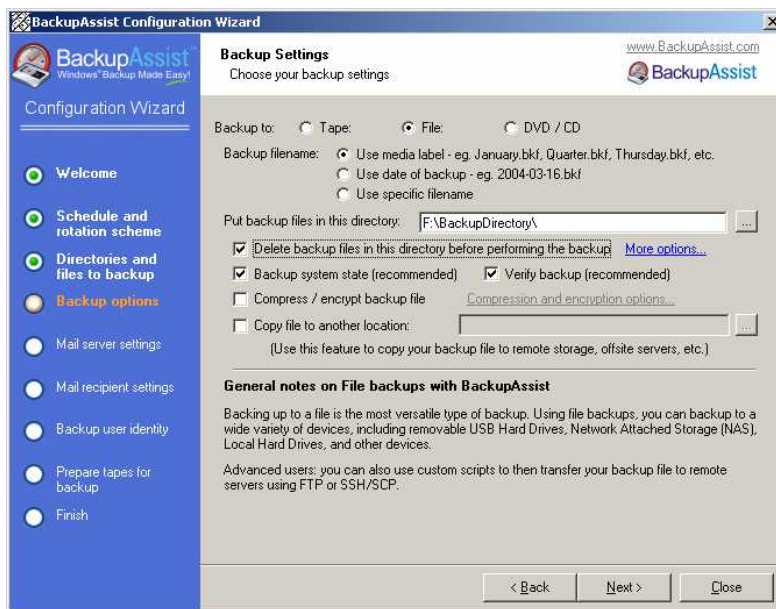 BackupAssist Configuration Wizard
BackupAssist
Windows Backup Made Easy!
Configuration Wizard
Welcome
Schedule and
rotation scheme
Directories and
files to backup
Backup options
Mail server settings
Mail recipient settings
Backup user identity
Prepare tapes for
backup
Finish
Backup Settings
Choose your backup settings
www.BackupAssist.com
BackupAssist
Backup to: Tape: File: DVD / CD
Backup filename: Use media label - eg. January.bkf, Quarter.bkf, Thursday.bkf, etc.
Use date of backup - eg. 2004-03-16.bkf
Use specific filename
Put backup files in this directory: F:\BackupDirectory\ ...
Delete backup files in this directory before performing the backup More options...
Backup system state (recommended) Verify backup (recommended)
Compress / encrypt backup file Compression and encryption options...
Copy file to another location: ...
(Use this feature to copy your backup file to remote storage, offsite servers, etc.)
General notes on File backups with BackupAssist
Backing up to a file is the most versatile type of backup. Using file backups, you can backup to a
wide variety of devices, including removable USB Hard Drives, Network Attached Storage (NAS),
Local Hard Drives, and other devices.
Advanced users: you can also use custom scripts to then transfer your backup file to remote
servers using FTP or SSH/SCP.
< Back Next > Close